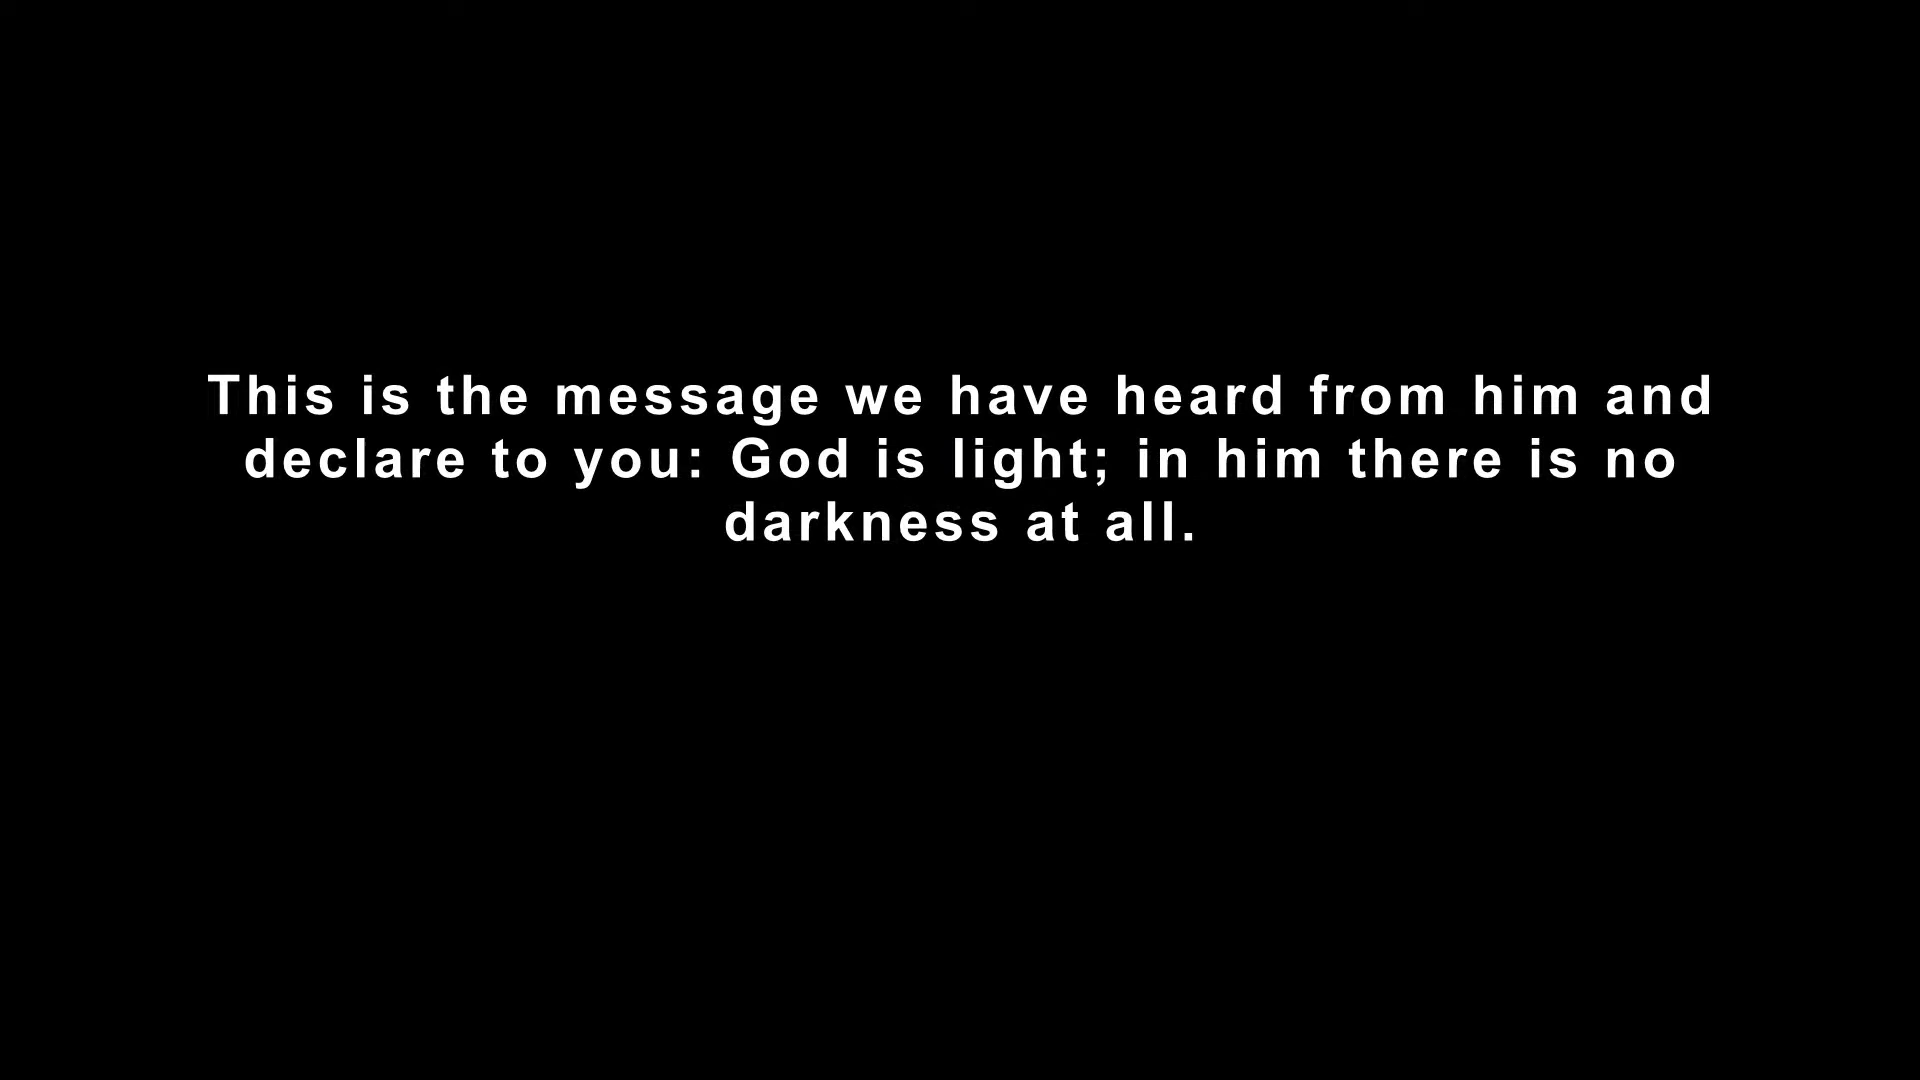 This is the message we have heard from him and
declare to you: God is light; in him there is no
darkness at all.